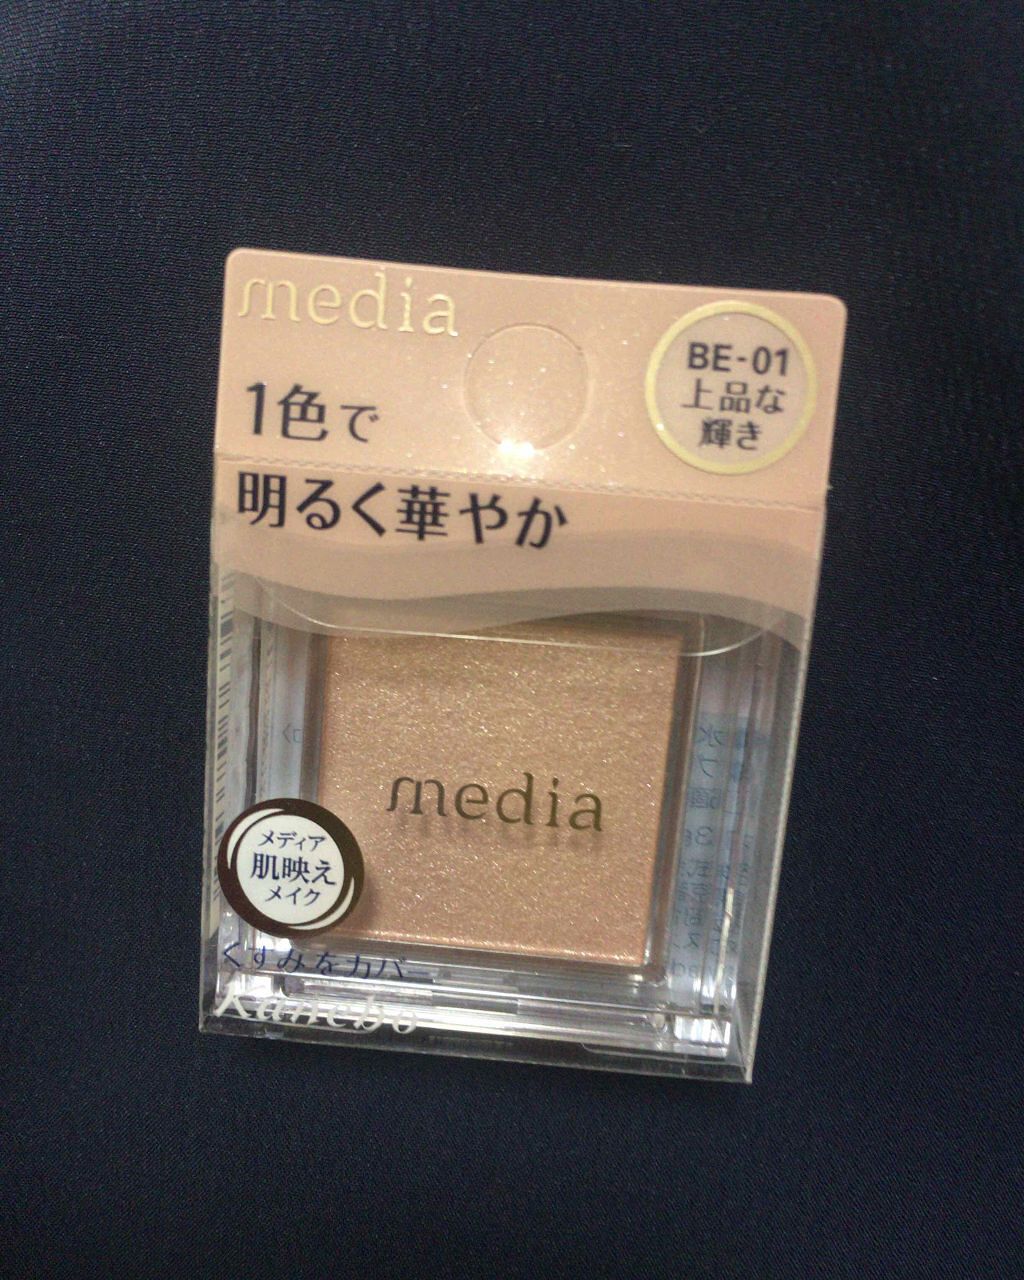 media
BE-01
上品な
輝き
1色で
明るく華やか
media
メディア
肌映え
メイク
くすみをカバー
Kanebo